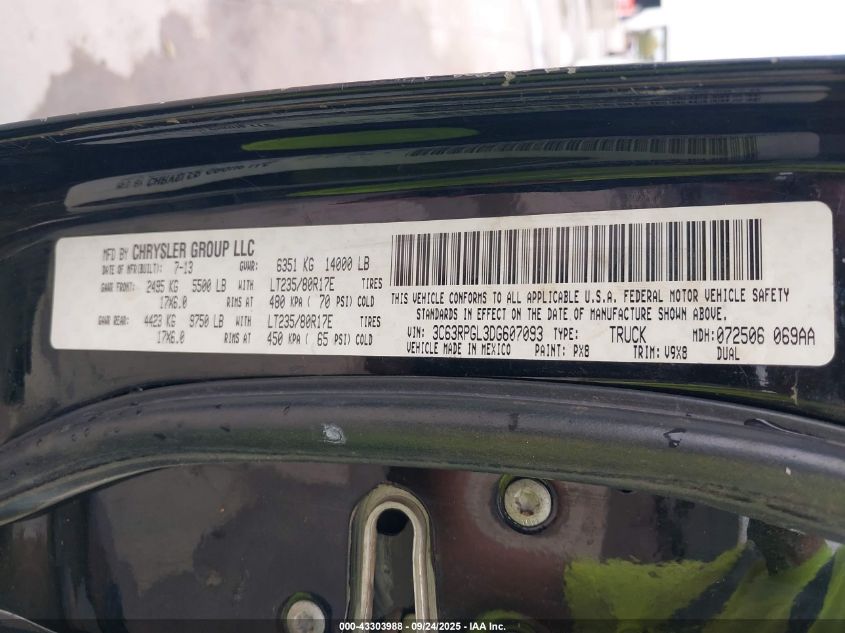 MFD BY CHRYSLER GROUP LLC
DATE OF MFR(BUILT): 7-13 GVWR: 6351 KG 14000 LB
GAWR FRONT: 2495 KG 5500 LB WITH LT235/80R17E TIRES
17X6.0 RIMS AT 480 KPA ( 70 PSI) COLD
GAWR REAR: 4423 KG 9750 LB WITH LT235/80R17E TIRES
17X6.0 RIMS AT 450 KPA ( 65 PSI) COLD
THIS VEHICLE CONFORMS TO ALL APPLICABLE U.S.A. FEDERAL MOTOR VEHICLE SAFETY
STANDARDS IN EFFECT ON THE DATE OF MANUFACTURE SHOWN ABOVE.
VIN: 3C63RPGL3DG607093 TYPE: TRUCK MDH: 072506 069AA
VEHICLE MADE IN MEXICO PAINT: PX8 TRIM: V9X8 DUAL
000-43303988 - 09/24/2025 - IAA Inc.